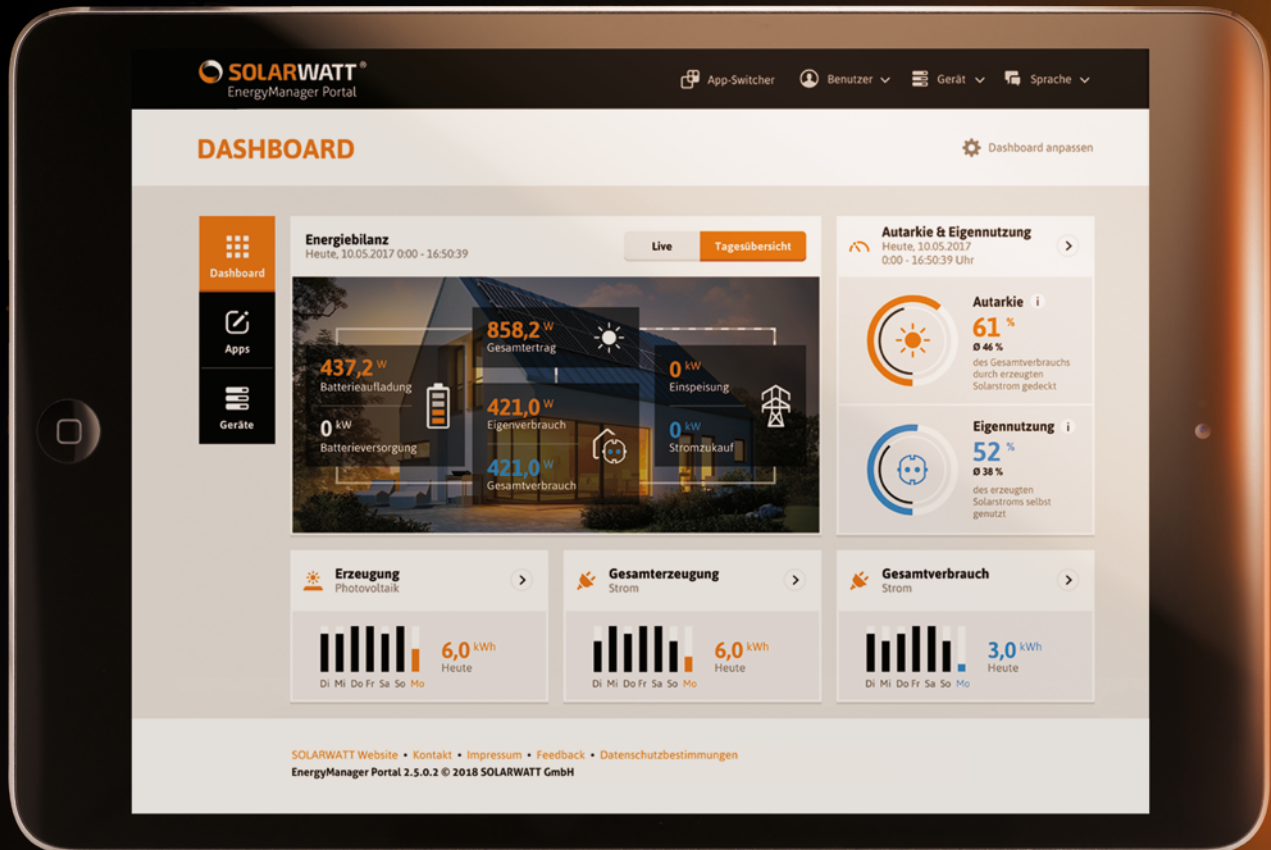 SOLARWATT®
EnergyManager Portal
App-Switcher
Benutzer
Gerät
Sprache
DASHBOARD
Dashboard anpassen
Dashboard
Apps
Geräte
Energiebilanz
Heute, 10.05.2017 0:00 - 16:50:39
Live
Tagesübersicht
437,2 W
Batterieaufladung
0 kW
Batterieversorgung
858,2 W
Gesamtertrag
421,0 W
Eigenverbrauch
421,0 W
Gesamtverbrauch
0 kW
Einspeisung
0 kW
Stromzukauf
Autarkie & Eigennutzung
Heute, 10.05.2017
0:00 - 16:50:39 Uhr
Autarkie i
61 %
Ø 46 %
des Gesamtverbrauchs
durch erzeugten
Solarstrom gedeckt
Eigennutzung i
52 %
Ø 38 %
des erzeugten
Solarstroms selbst
genutzt
Erzeugung
Photovoltaik
6,0 kWh
Heute
Di Mi Do Fr Sa So Mo
Gesamterzeugung
Strom
6,0 kWh
Heute
Di Mi Do Fr Sa So Mo
Gesamtverbrauch
Strom
3,0 kWh
Heute
Di Mi Do Fr Sa So Mo
SOLARWATT Website • Kontakt • Impressum • Feedback • Datenschutzbestimmungen
EnergyManager Portal 2.5.0.2 © 2018 SOLARWATT GmbH